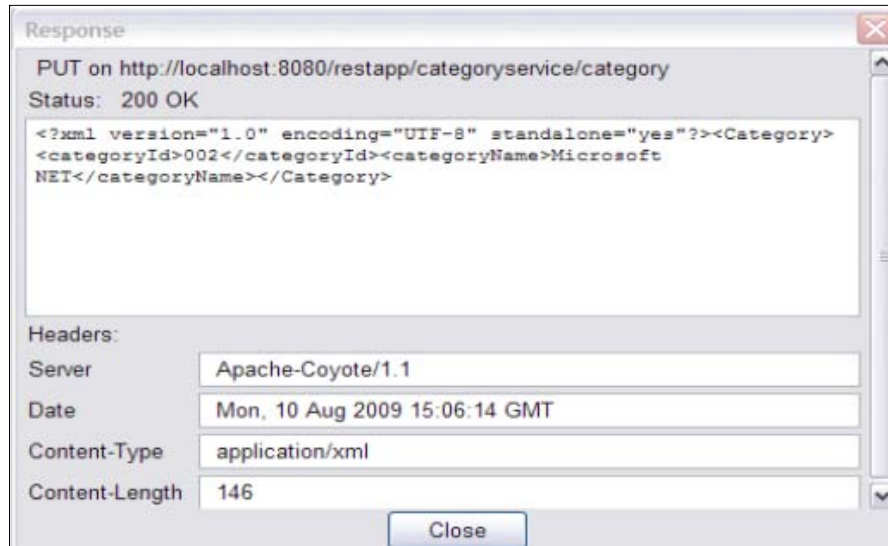 Response
PUT on http://localhost:8080/restapp/categoryservice/category
Status: 200 OK
<?xml version="1.0" encoding="UTF-8" standalone="yes"?><Category>
<categoryId>002</categoryId><categoryName>Microsoft
NET</categoryName></Category>
Headers:
Server Apache-Coyote/1.1
Date Mon, 10 Aug 2009 15:06:14 GMT
Content-Type application/xml
Content-Length 146
Close